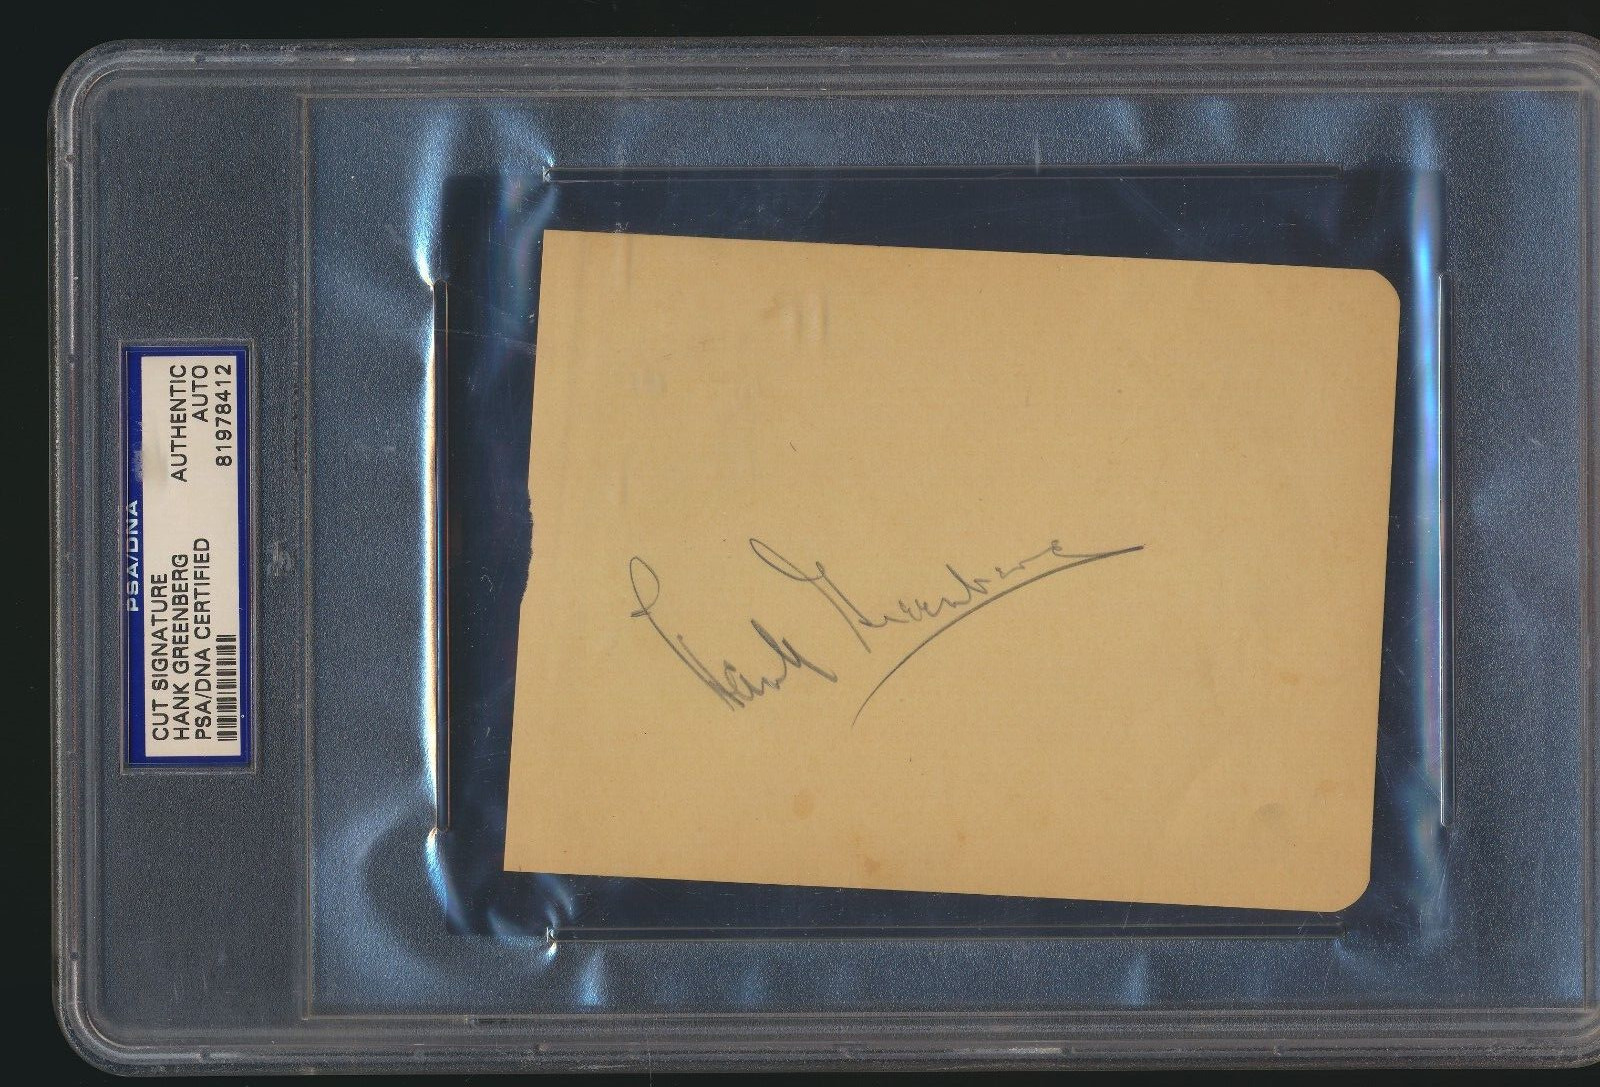 PSA/DNA
CUT SIGNATURE AUTHENTIC
HANK GREENBERG AUTO
PSA/DNA CERTIFIED 81978412
Hank Greenberg